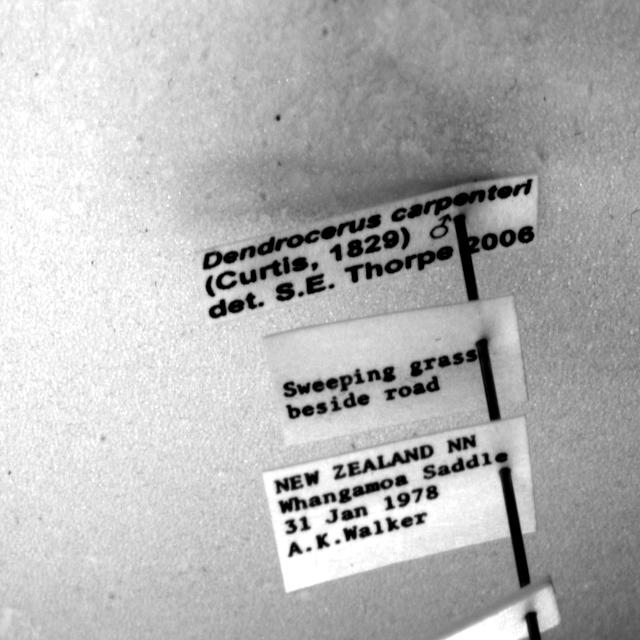 Dendrocerus carpenteri
(Curtis, 1829) ♂
det. S.E. Thorpe 2006
Sweeping grass
beside road
NEW ZEALAND NN
Whangamoa Saddle
31 Jan 1978
A.K.Walker